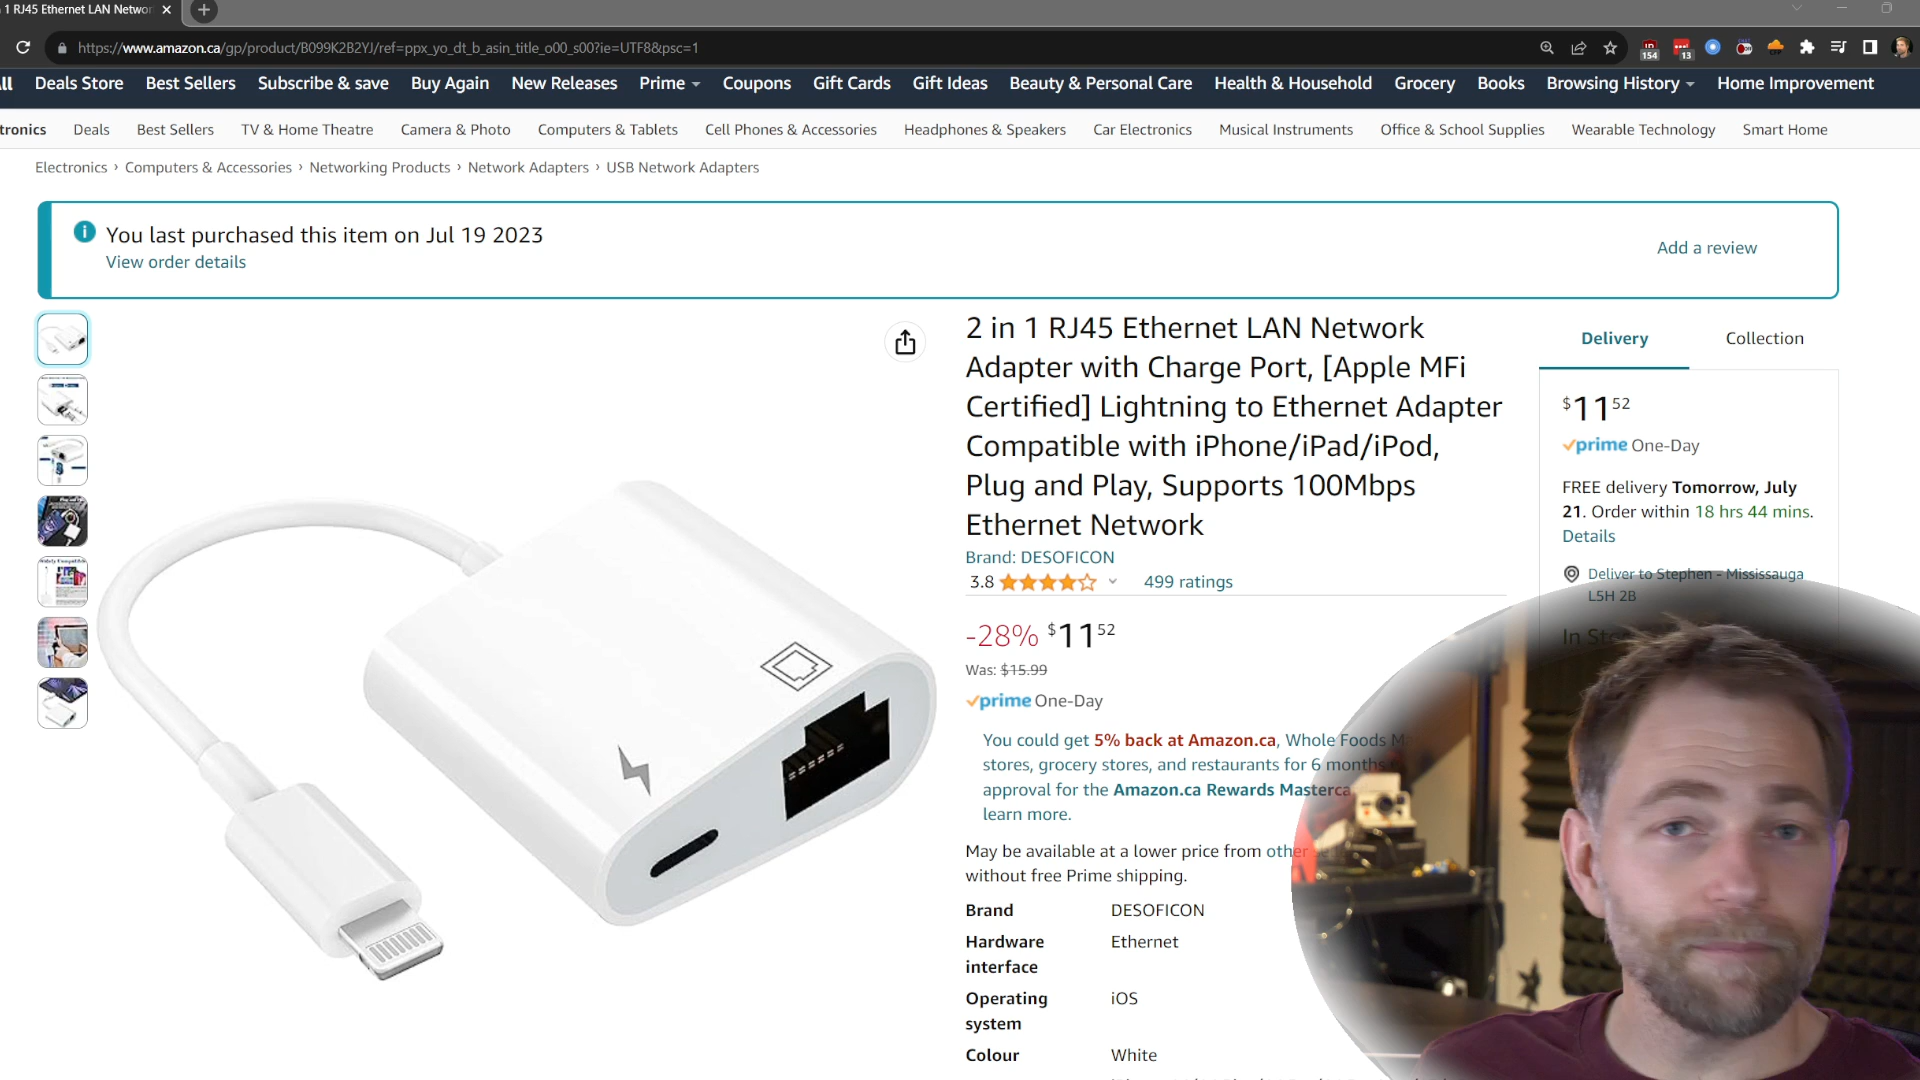 1 RJ45 Ethernet LAN Networ
https://www.amazon.ca/gp/product/B099K2B2YJ/ref=ppx_yo_dt_b_asin_title_o00_s00?ie=UTF8&psc=1
154
13
ll Deals Store Best Sellers Subscribe & save Buy Again New Releases Prime Coupons Gift Cards Gift Ideas Beauty & Personal Care Health & Household Grocery Books Browsing History Home Improvement
tronics Deals Best Sellers TV & Home Theatre Camera & Photo Computers & Tablets Cell Phones & Accessories Headphones & Speakers Car Electronics Musical Instruments Office & School Supplies Wearable Technology Smart Home
Electronics › Computers & Accessories › Networking Products › Network Adapters › USB Network Adapters
You last purchased this item on Jul 19 2023
View order details
Add a review
2 in 1 RJ45 Ethernet LAN Network
Adapter with Charge Port, [Apple MFi
Certified] Lightning to Ethernet Adapter
Compatible with iPhone/iPad/iPod,
Plug and Play, Supports 100Mbps
Ethernet Network
Brand: DESOFICON
3.8 499 ratings
-28% $11 52
Was: $15.99
prime One-Day
You could get 5% back at Amazon.ca, Whole Foods M
stores, grocery stores, and restaurants for 6 months
approval for the Amazon.ca Rewards Masterca
learn more.
May be available at a lower price from other
without free Prime shipping.
Brand DESOFICON
Hardware interface Ethernet
Operating system iOS
Colour White
Delivery Collection
$11 52
prime One-Day
FREE delivery Tomorrow, July
21. Order within 18 hrs 44 mins.
Details
Deliver to Stephen - Mississauga
L5H 2B
In St